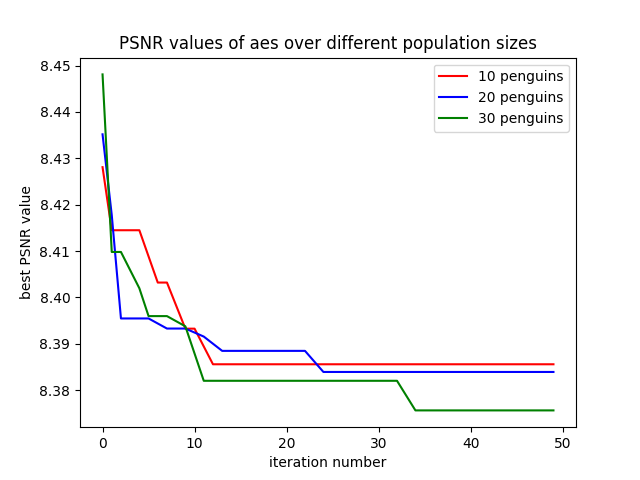 PSNR values of aes over different population sizes
10 penguins
20 penguins
30 penguins
8.45
8.44
8.43
8.42
8.41
8.40
8.39
8.38
best PSNR value
0
10
20
30
40
50
iteration number